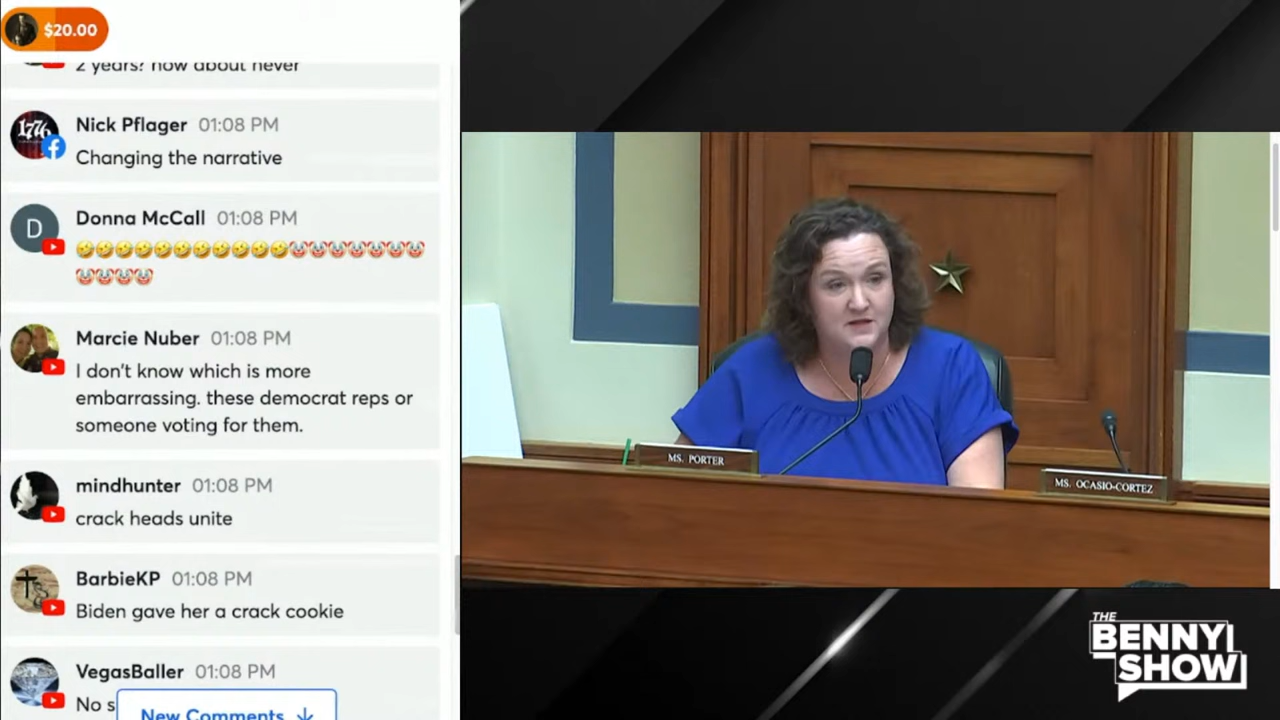 $20.00
2 years? how about never
Nick Pflager 01:08 PM
Changing the narrative
Donna McCall 01:08 PM
🤣🤣🤣🤣🤣🤣🤣🤣🤣🤣🤣🤡🤡🤡🤡🤡🤡🤡
🤡🤡🤡🤡
Marcie Nuber 01:08 PM
I don't know which is more
embarrassing. these democrat reps or
someone voting for them.
mindhunter 01:08 PM
crack heads unite
BarbieKP 01:08 PM
Biden gave her a crack cookie
VegasBaller 01:08 PM
No s
New Comments ↓
1776
D
MS. PORTER
MS. OCASIO-CORTEZ
THE
BENNY
SHOW